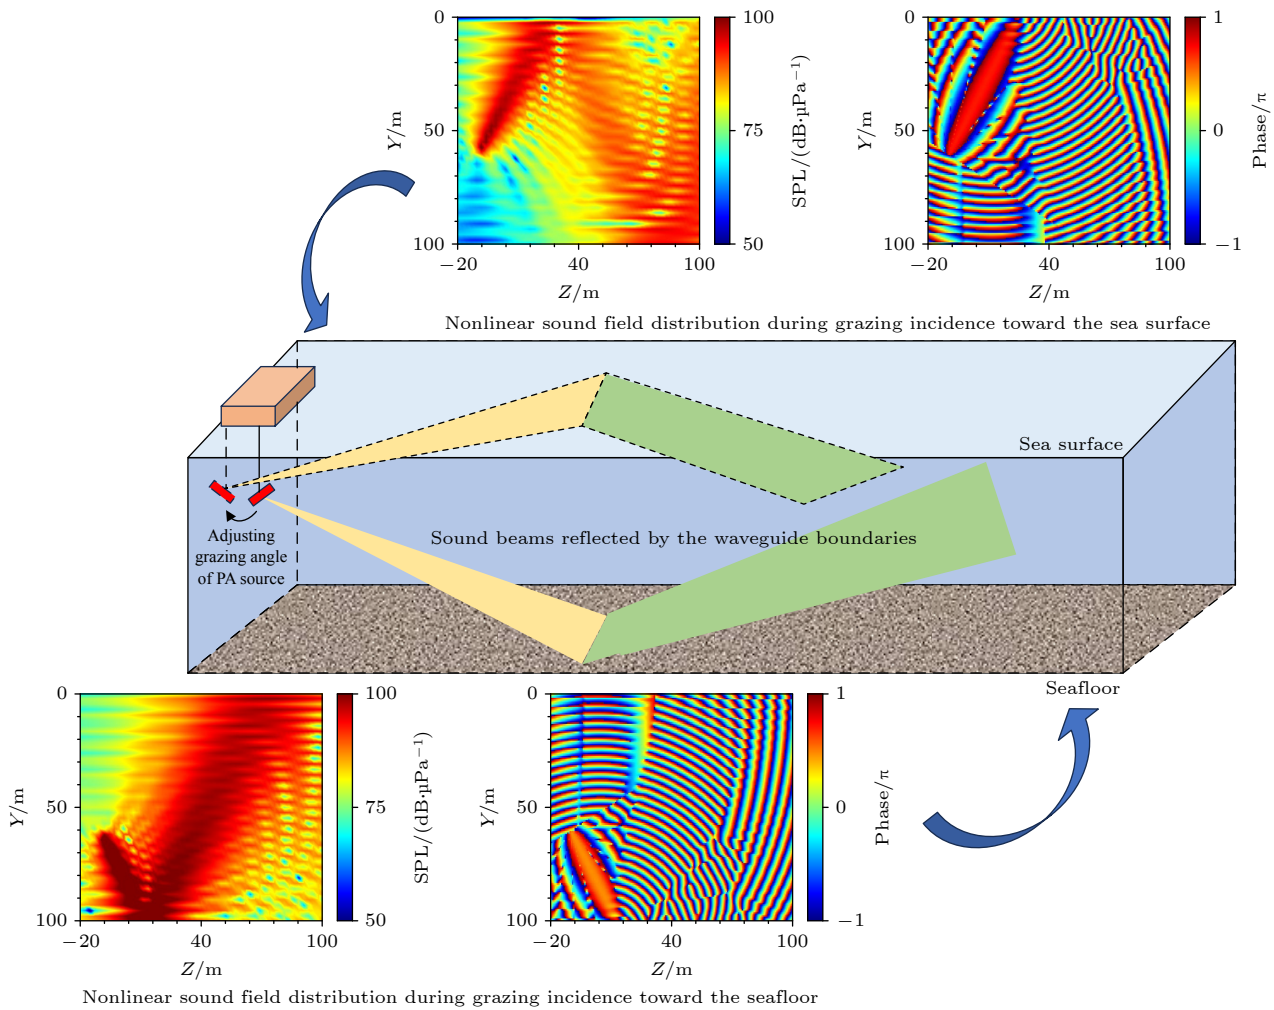 0
50
100
Y/m
−20
40
100
Z/m
100
75
50
SPL/(dB·μPa⁻¹)
0
50
100
Y/m
−20
40
100
Z/m
1
0
−1
Phase/π
Nonlinear sound field distribution during grazing incidence toward the sea surface
Sea surface
Adjusting
grazing angle
of PA source
Sound beams reflected by the waveguide boundaries
Seafloor
0
50
100
Y/m
−20
40
100
Z/m
100
75
50
SPL/(dB·μPa⁻¹)
0
50
100
Y/m
−20
40
100
Z/m
1
0
−1
Phase/π
Nonlinear sound field distribution during grazing incidence toward the seafloor